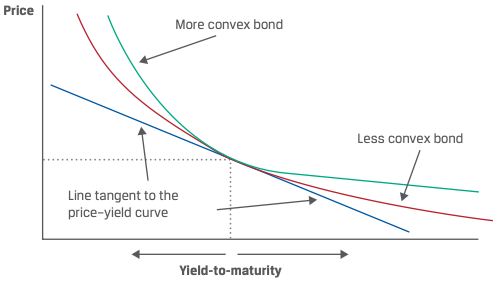 Price
More convex bond
Less convex bond
Line tangent to the
price–yield curve
Yield-to-maturity